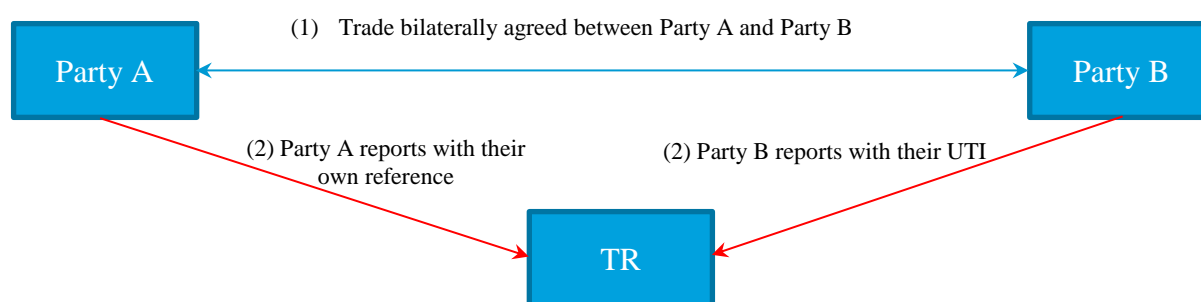 (1) Trade bilaterally agreed between Party A and Party B
Party A
Party B
(2) Party A reports with their
own reference
(2) Party B reports with their UTI
TR